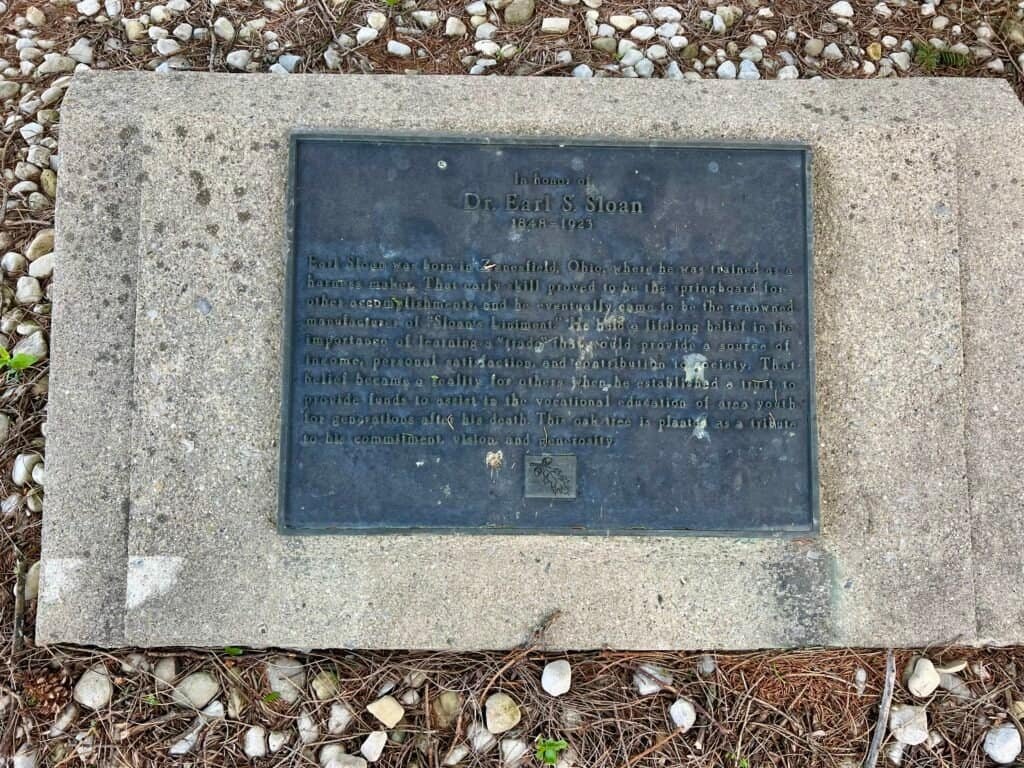 In honor of
Dr. Earl S. Sloan
1848–1923
Earl Sloan was born in Zanesfield, Ohio, where he was trained as a
harness maker. That early skill proved to be the springboard for
other accomplishments, and he eventually came to be the renowned
manufacturer of "Sloan's Liniment." He held a lifelong belief in the
importance of learning a "trade" that would provide a source of
income, personal satisfaction, and contribution to society. That
belief became a reality for others when he established a trust to
provide funds to assist in the vocational education of area youth
for generations after his death. This oak tree is planted as a tribute
to his commitment, vision, and generosity.